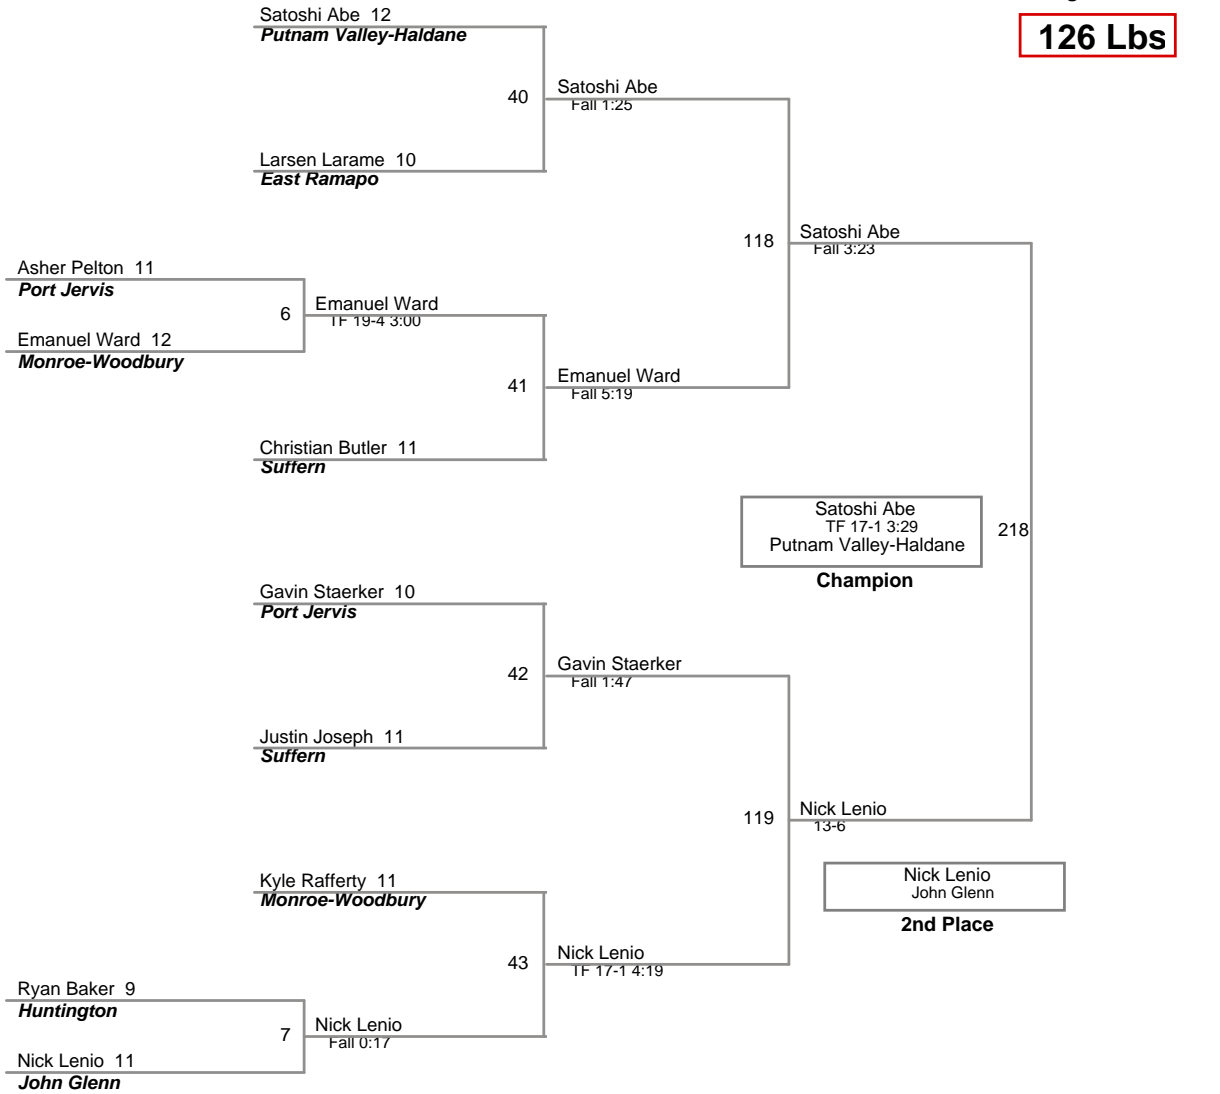 126 Lbs
Satoshi Abe 12
Putnam Valley-Haldane
40
Satoshi Abe
Fall 1:25
Larsen Larame 10
East Ramapo
118
Satoshi Abe
Fall 3:23
Asher Pelton 11
Port Jervis
6
Emanuel Ward
TF 19-4 3:00
Emanuel Ward 12
Monroe-Woodbury
41
Emanuel Ward
Fall 5:19
Christian Butler 11
Suffern
Satoshi Abe
TF 17-1 3:29
Putnam Valley-Haldane
Champion
218
Gavin Staerker 10
Port Jervis
42
Gavin Staerker
Fall 1:47
Justin Joseph 11
Suffern
119
Nick Lenio
13-6
Nick Lenio
John Glenn
2nd Place
Kyle Rafferty 11
Monroe-Woodbury
43
Nick Lenio
TF 17-1 4:19
Ryan Baker 9
Huntington
7
Nick Lenio
Fall 0:17
Nick Lenio 11
John Glenn